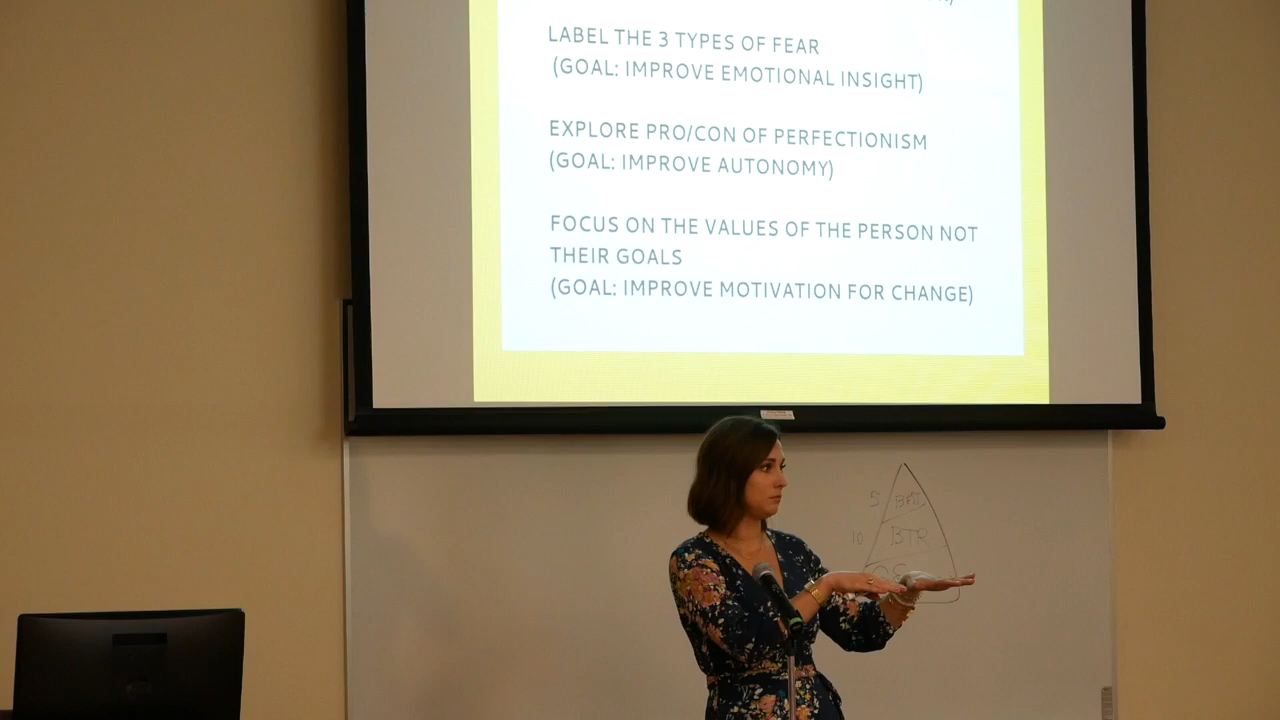 LABEL THE 3 TYPES OF FEAR
(GOAL: IMPROVE EMOTIONAL INSIGHT)
EXPLORE PRO/CON OF PERFECTIONISM
(GOAL: IMPROVE AUTONOMY)
FOCUS ON THE VALUES OF THE PERSON NOT
THEIR GOALS
(GOAL: IMPROVE MOTIVATION FOR CHANGE)
5
10 BTR